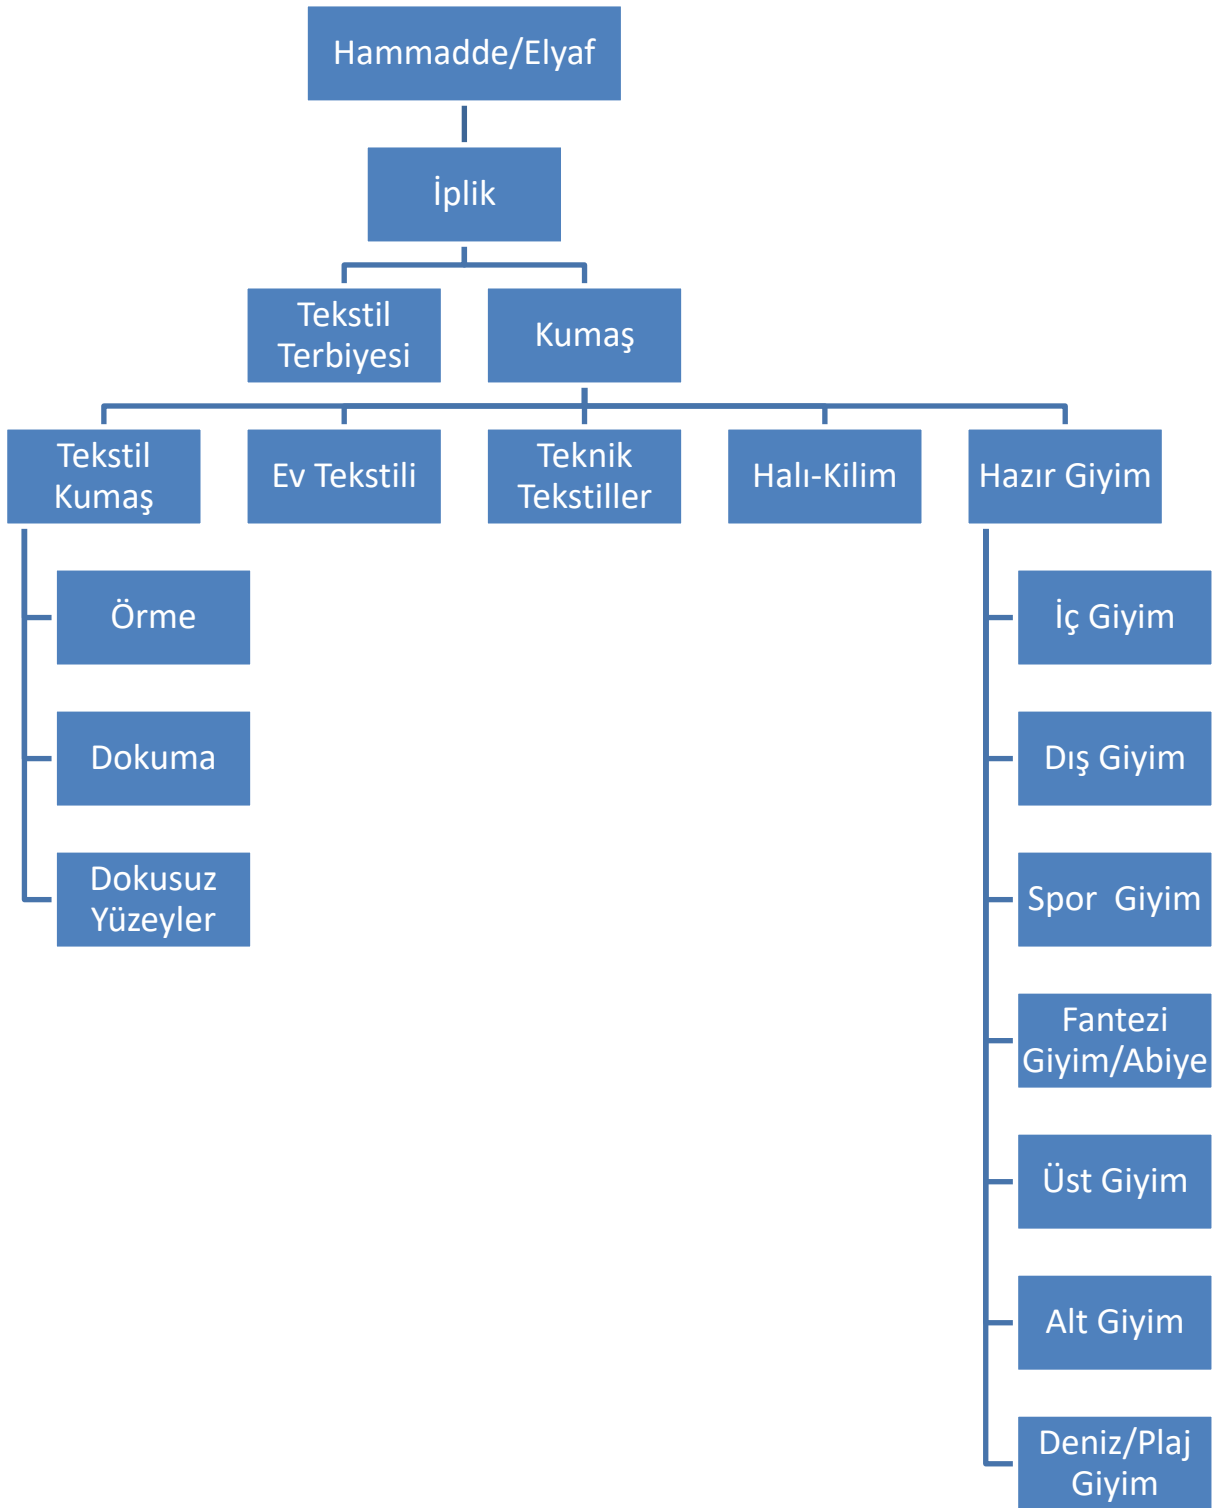 Hammadde/Elyaf
İplik
Tekstil
Terbiyesi
Kumaş
Tekstil
Kumaş
Ev Tekstili
Teknik
Tekstiller
Halı-Kilim
Hazır Giyim
Örme
Dokuma
Dokusuz
Yüzeyler
İç Giyim
Dış Giyim
Spor  Giyim
Fantezi
Giyim/Abiye
Üst Giyim
Alt Giyim
Deniz/Plaj
Giyim